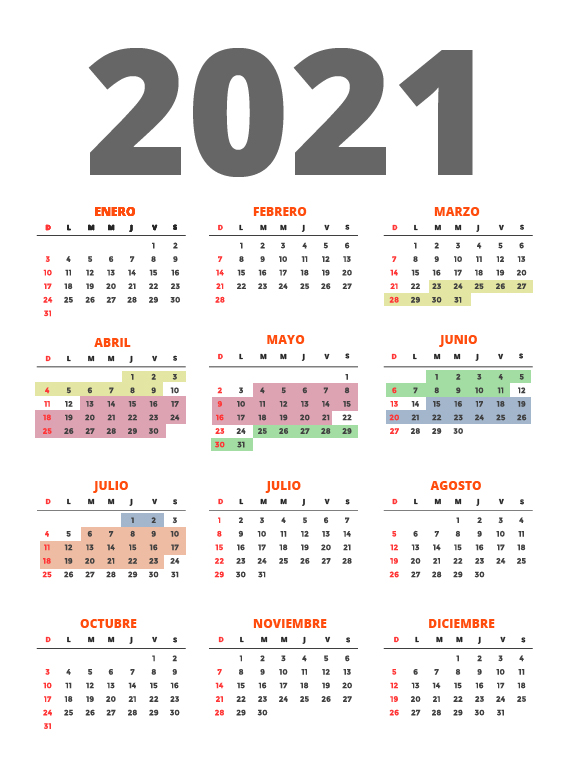 2021
ENERO
D L M M J V S
1 2
3 4 5 6 7 8 9
10 11 12 13 14 15 16
17 18 19 20 21 22 23
24 25 26 27 28 29 30
31
FEBRERO
D L M M J V S
1 2 3 4 5 6
7 8 9 10 11 12 13
14 15 16 17 18 19 20
21 22 23 24 25 26 27
28
MARZO
D L M M J V S
1 2 3 4 5 6
7 8 9 10 11 12 13
14 15 16 17 18 19 20
21 22 23 24 25 26 27
28 29 30 31
ABRIL
D L M M J V S
1 2 3
4 5 6 7 8 9 10
11 12 13 14 15 16 17
18 19 20 21 22 23 24
25 26 27 28 29 30
MAYO
D L M M J V S
1
2 3 4 5 6 7 8
9 10 11 12 13 14 15
16 17 18 19 20 21 22
23 24 25 26 27 28 29
30 31
JUNIO
D L M M J V S
1 2 3 4 5
6 7 8 9 10 11 12
13 14 15 16 17 18 19
20 21 22 23 24 25 26
27 28 29 30
JULIO
D L M M J V S
1 2 3
4 5 6 7 8 9 10
11 12 13 14 15 16 17
18 19 20 21 22 23 24
25 26 27 28 29 30 31
JULIO
D L M M J V S
1 2 3 4 5 6 7
8 9 10 11 12 13 14
15 16 17 18 19 20 21
22 23 24 25 26 27 28
29 30 31
AGOSTO
D L M M J V S
1 2 3 4
5 6 7 8 9 10 11
12 13 14 15 16 17 18
19 20 21 22 23 24 25
26 27 28 29 30
OCTUBRE
D L M M J V S
1 2
3 4 5 6 7 8 9
10 11 12 13 14 15 16
17 18 19 20 21 22 23
24 25 26 27 28 29 30
31
NOVIEMBRE
D L M M J V S
1 2 3 4 5 6
7 8 9 10 11 12 13
14 15 16 17 18 19 20
21 22 23 24 25 26 27
28 29 30
DICIEMBRE
D L M M J V S
1 2 3 4
5 6 7 8 9 10 11
12 13 14 15 16 17 18
19 20 21 22 23 24 25
26 27 28 29 30 31